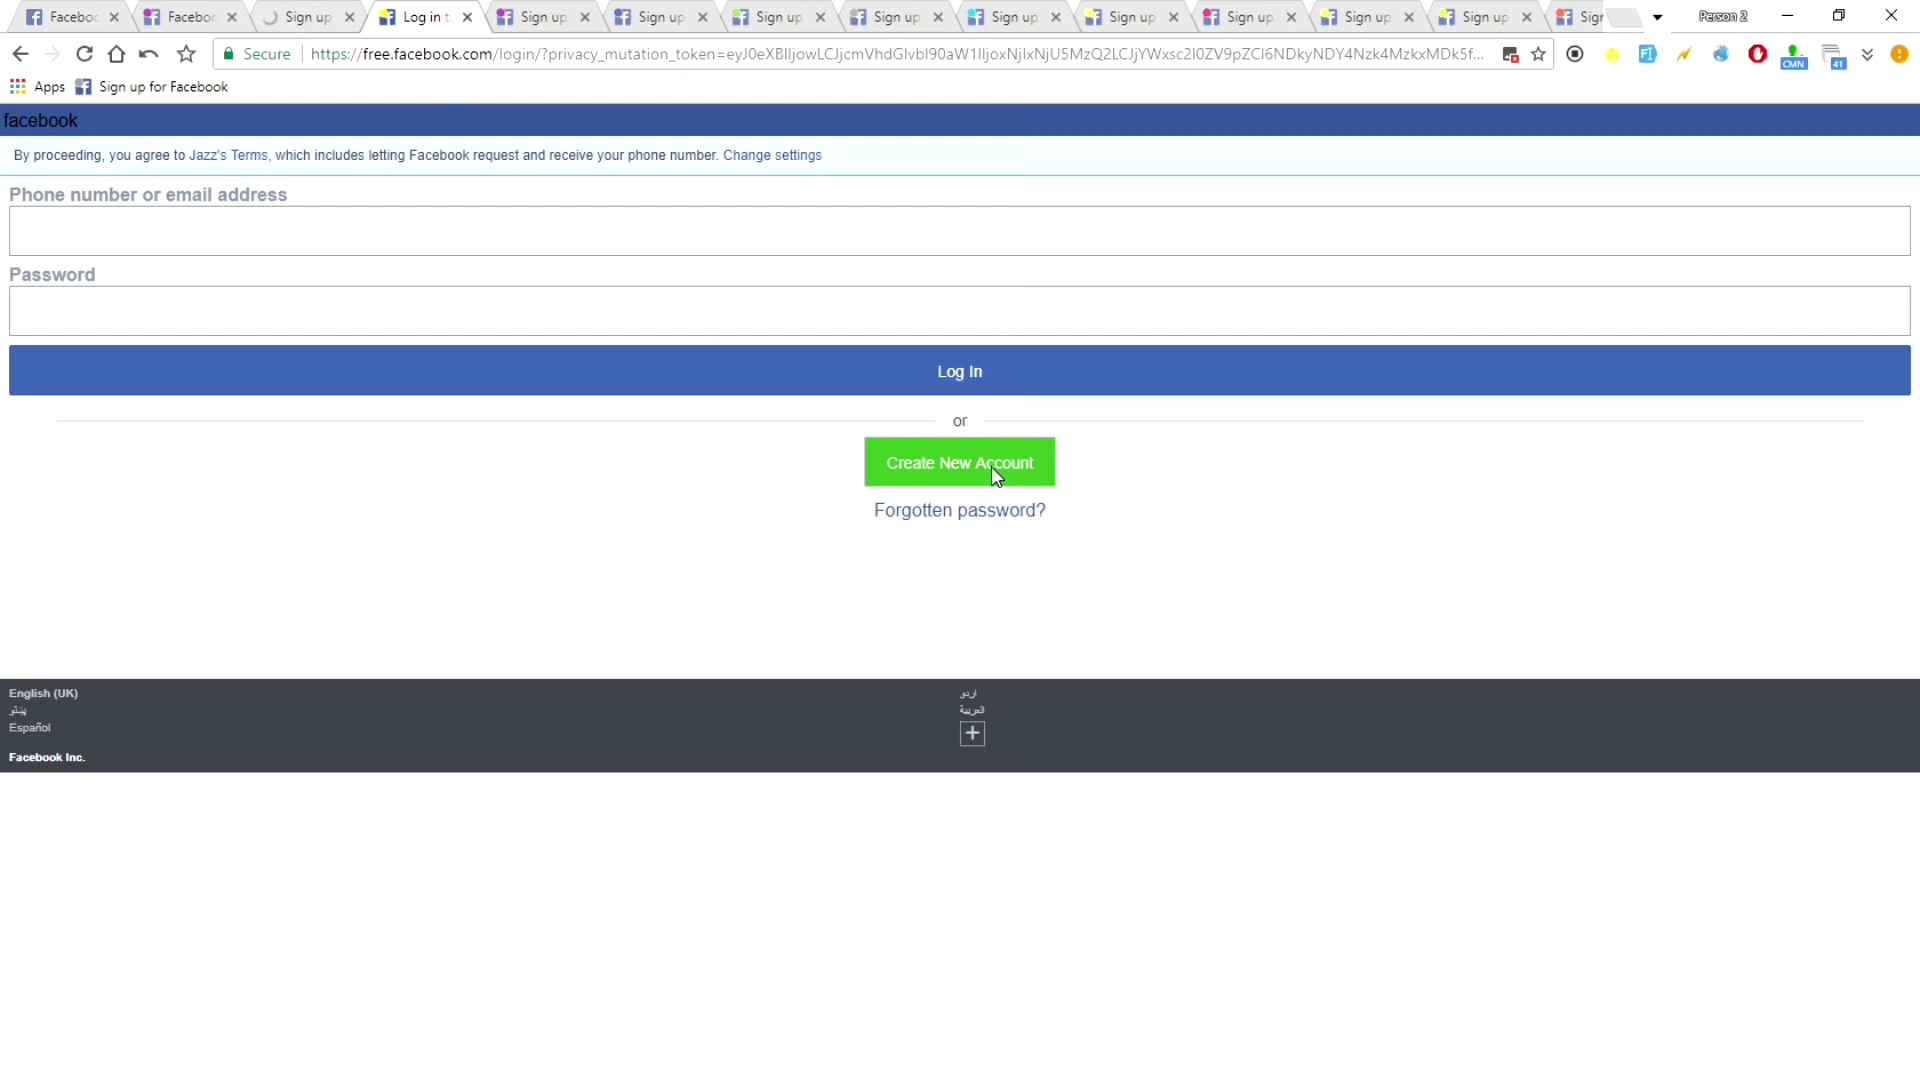 Faceboo Faceboo Sign up Log in t Sign up Sign up Sign up Sign up Sign up Sign up Sign up Sign up Sign up Sign Person 2
Secure https://free.facebook.com/login/?privacy_mutation_token=eyJ0eXBlIjowLCJjcmVhdGlvbl90aW1lIjoxNjIxNjU5MzQ2LCJjYWxsc2l0ZV9pZCI6NDkyNDY4Nzk4MzkxMDk5f... FI CMN 41
Apps Sign up for Facebook
facebook
By proceeding, you agree to Jazz's Terms, which includes letting Facebook request and receive your phone number. Change settings
Phone number or email address
Password
Log In
or
Create New Account
Forgotten password?
English (UK) اردو
پښتو العربية
Español
Facebook Inc.